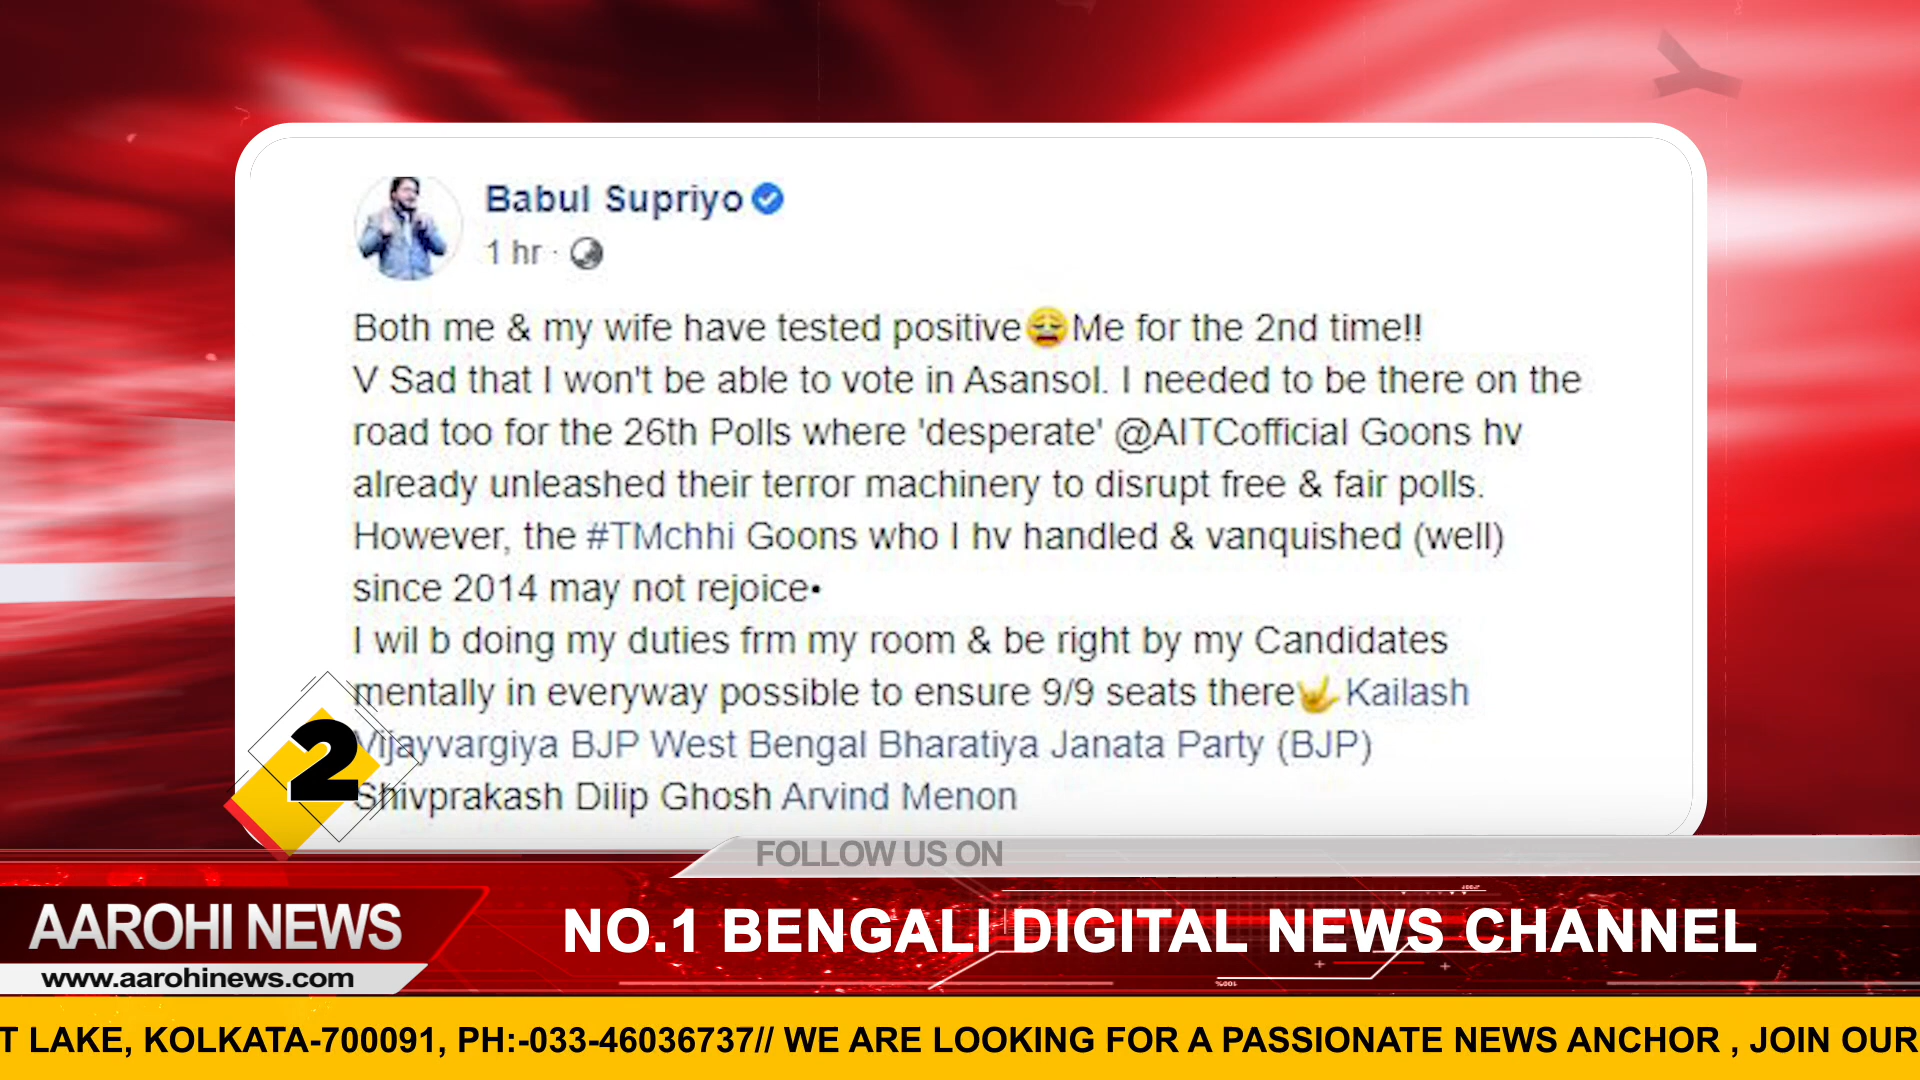 Babul Supriyo
1 hr ·
Both me & my wife have tested positive😩Me for the 2nd time!!
V Sad that I won't be able to vote in Asansol. I needed to be there on the
road too for the 26th Polls where 'desperate' @AITCofficial Goons hv
already unleashed their terror machinery to disrupt free & fair polls.
However, the #TMchhi Goons who I hv handled & vanquished (well)
since 2014 may not rejoice•
I wil b doing my duties frm my room & be right by my Candidates
mentally in everyway possible to ensure 9/9 seats there🤟Kailash
Vijayvargiya BJP West Bengal Bharatiya Janata Party (BJP)
Shivprakash Dilip Ghosh Arvind Menon
2
FOLLOW US ON
AAROHI NEWS
NO.1 BENGALI DIGITAL NEWS CHANNEL
www.aarohinews.com
T LAKE, KOLKATA-700091, PH:-033-46036737// WE ARE LOOKING FOR A PASSIONATE NEWS ANCHOR , JOIN OUR